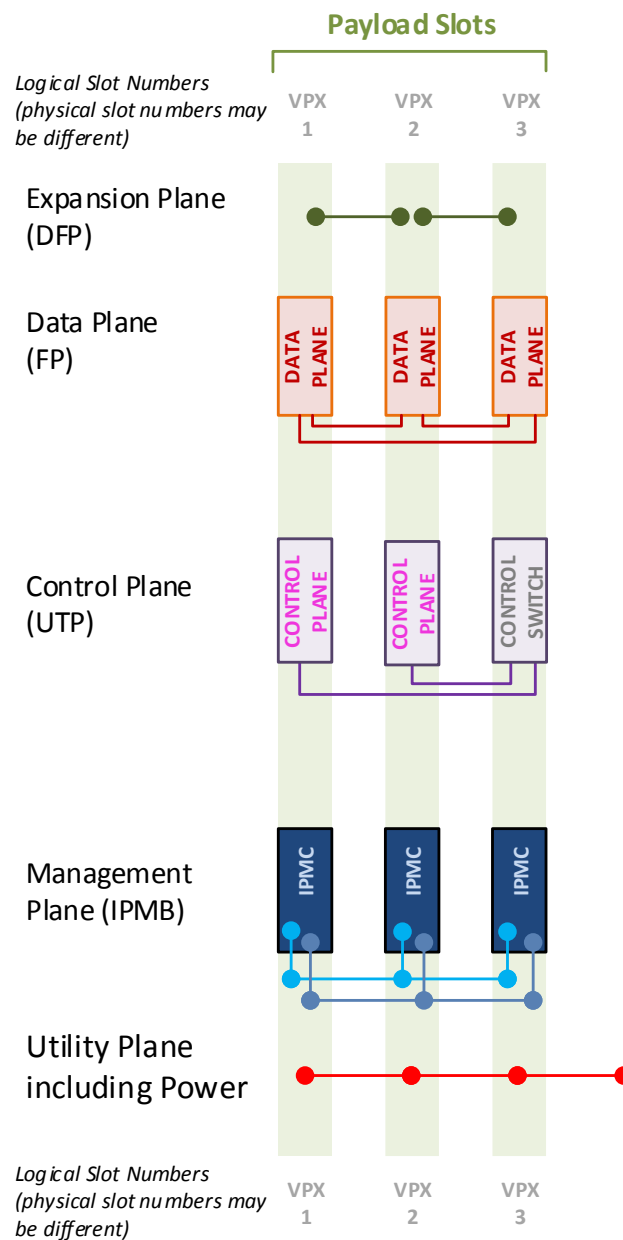 Payload Slots
Logical Slot Numbers
(physical slot numbers may
be different)
VPX
1
VPX
2
VPX
3
Expansion Plane
(DFP)
Data Plane
(FP)
DATA
PLANE
DATA
PLANE
DATA
PLANE
Control Plane
(UTP)
CONTROL
PLANE
CONTROL
PLANE
CONTROL
SWITCH
Management
Plane (IPMB)
IPMC
IPMC
IPMC
Utility Plane
including Power
Logical Slot Numbers
(physical slot numbers may
be different)
VPX
1
VPX
2
VPX
3